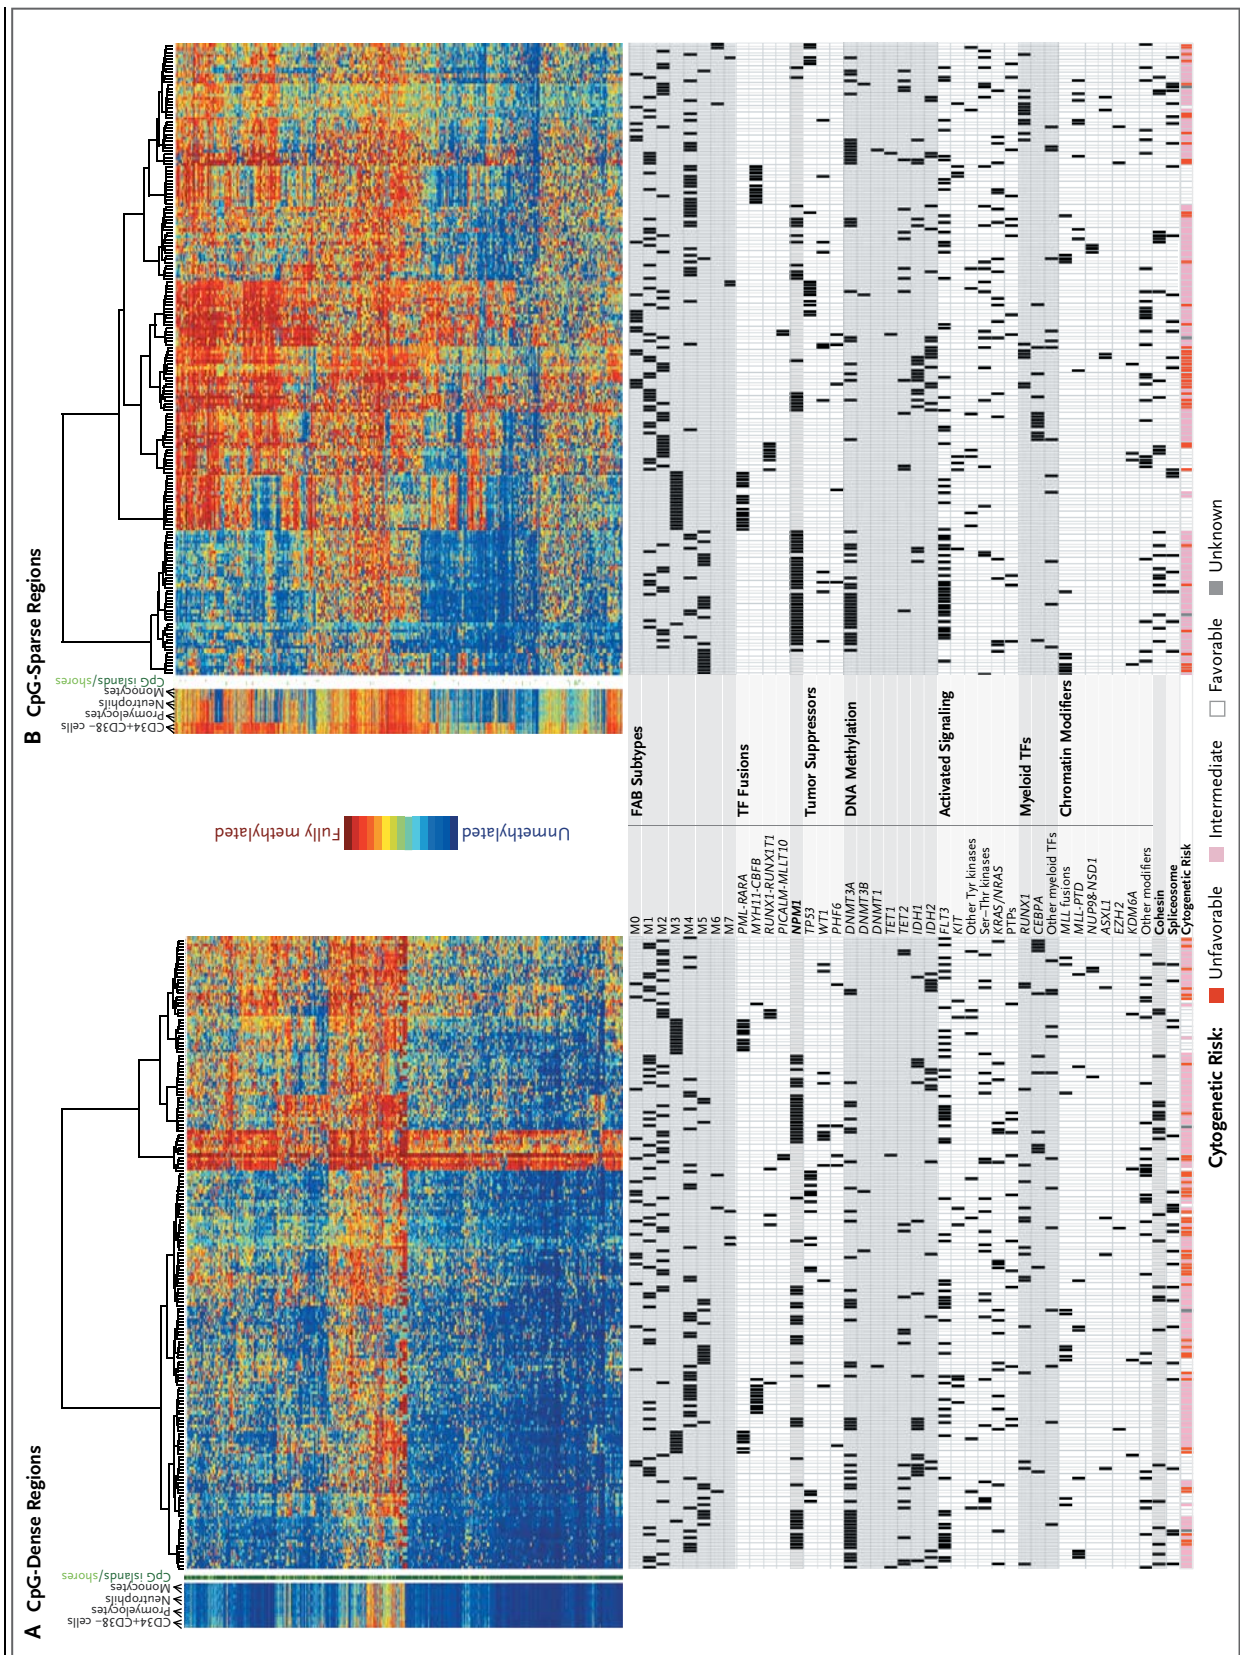 A CpG-Dense Regions
CD34+CD38– cells
Promyelocytes
Neutrophils
Monocytes
CpG islands/shores
Unmethylated
Fully methylated
B CpG-Sparse Regions
CD34+CD38– cells
Promyelocytes
Neutrophils
Monocytes
CpG islands/shores
M0 FAB Subtypes
M1
M2
M3
M4
M5
M6
M7
PML-RARA TF Fusions
MYH11-CBFB
RUNX1-RUNX1T1
PICALM-MLLT10
NPM1
TP53 Tumor Suppressors
WT1
PHF6
DNMT3A DNA Methylation
DNMT3B
DNMT1
TET1
TET2
IDH1
IDH2
FLT3 Activated Signaling
KIT
Other Tyr kinases
Ser–Thr kinases
KRAS/NRAS
PTPs
RUNX1 Myeloid TFs
CEBPA
Other myeloid TFs
MLL fusions Chromatin Modifiers
MLL-PTD
NUP98-NSD1
ASXL1
EZH2
KDM6A
Other modifiers
Cohesin
Spliceosome
Cytogenetic Risk
Cytogenetic Risk: Unfavorable Intermediate Favorable Unknown